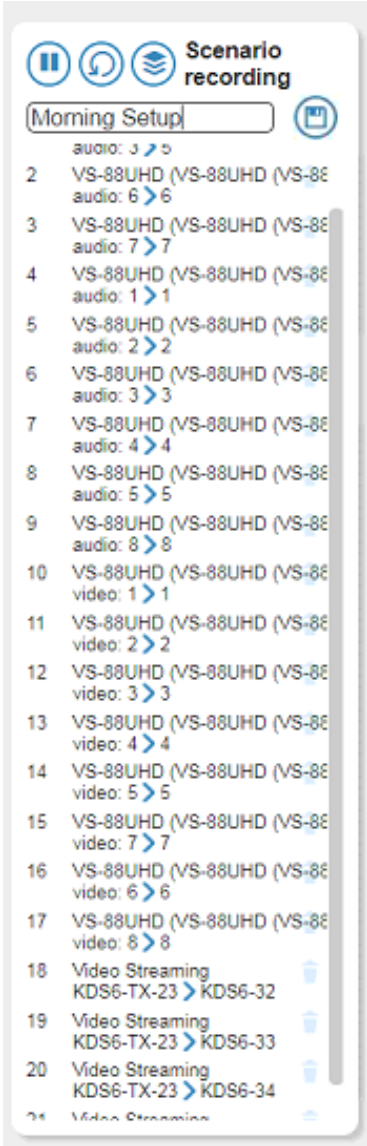 Scenario
recording
Morning Setup
audio: 3 > 5
2 VS-88UHD (VS-88UHD (VS-88
audio: 6 > 6
3 VS-88UHD (VS-88UHD (VS-88
audio: 7 > 7
4 VS-88UHD (VS-88UHD (VS-88
audio: 1 > 1
5 VS-88UHD (VS-88UHD (VS-88
audio: 2 > 2
6 VS-88UHD (VS-88UHD (VS-88
audio: 3 > 3
7 VS-88UHD (VS-88UHD (VS-88
audio: 4 > 4
8 VS-88UHD (VS-88UHD (VS-88
audio: 5 > 5
9 VS-88UHD (VS-88UHD (VS-88
audio: 8 > 8
10 VS-88UHD (VS-88UHD (VS-88
video: 1 > 1
11 VS-88UHD (VS-88UHD (VS-88
video: 2 > 2
12 VS-88UHD (VS-88UHD (VS-88
video: 3 > 3
13 VS-88UHD (VS-88UHD (VS-88
video: 4 > 4
14 VS-88UHD (VS-88UHD (VS-88
video: 5 > 5
15 VS-88UHD (VS-88UHD (VS-88
video: 7 > 7
16 VS-88UHD (VS-88UHD (VS-88
video: 6 > 6
17 VS-88UHD (VS-88UHD (VS-88
video: 8 > 8
18 Video Streaming
KDS6-TX-23 > KDS6-32
19 Video Streaming
KDS6-TX-23 > KDS6-33
20 Video Streaming
KDS6-TX-23 > KDS6-34
21 Video Streaming